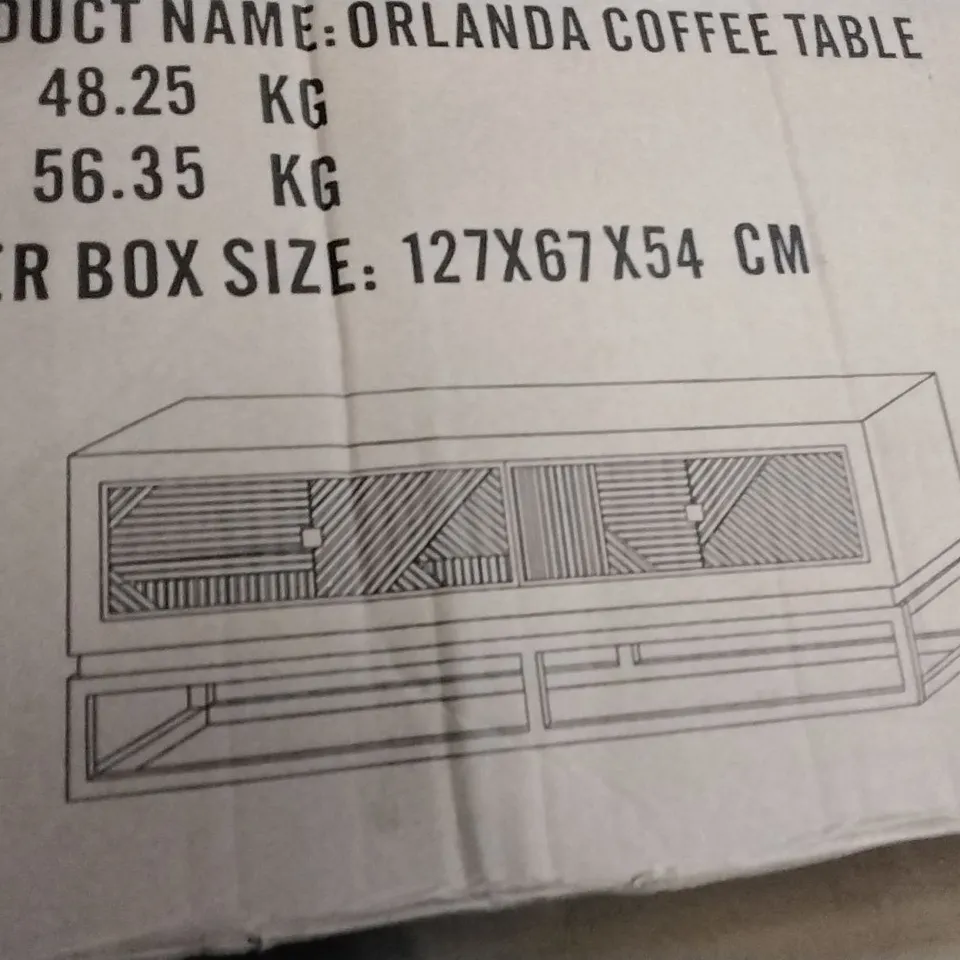 DUCT NAME: ORLANDA COFFEE TABLE
48.25 KG
56.35 KG
ER BOX SIZE: 127X67X54 CM